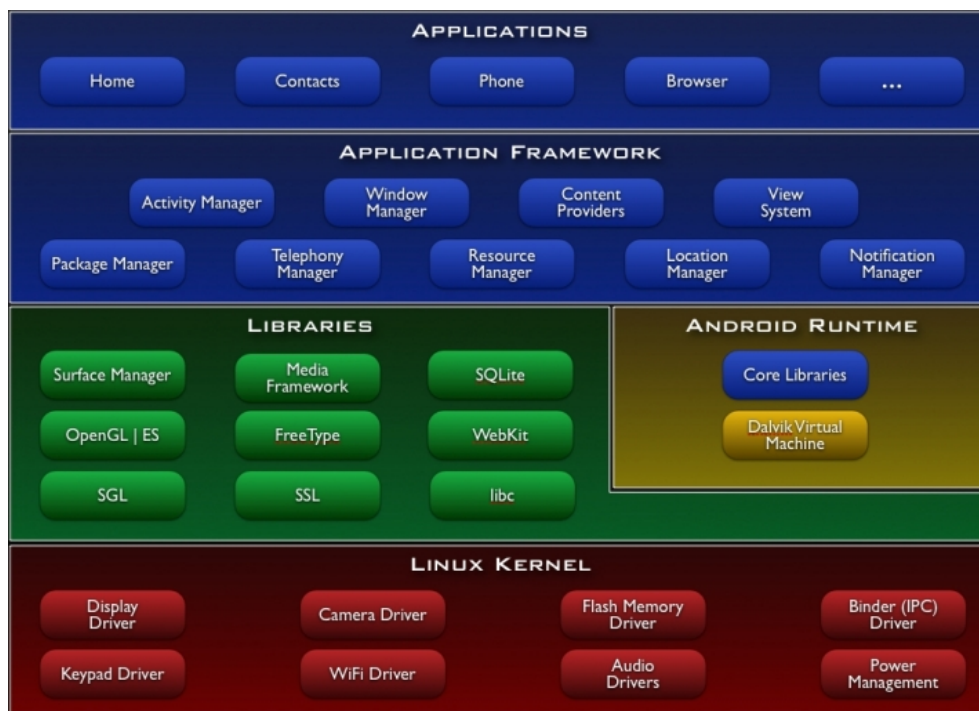 APPLICATIONS
Home
Contacts
Phone
Browser
...
APPLICATION FRAMEWORK
Activity Manager
Window
Manager
Content
Providers
View
System
Package Manager
Telephony
Manager
Resource
Manager
Location
Manager
Notification
Manager
LIBRARIES
Surface Manager
Media
Framework
SQLite
OpenGL | ES
FreeType
WebKit
SGL
SSL
libc
ANDROID RUNTIME
Core Libraries
Dalvik Virtual
Machine
LINUX KERNEL
Display
Driver
Camera Driver
Flash Memory
Driver
Binder (IPC)
Driver
Keypad Driver
WiFi Driver
Audio
Drivers
Power
Management